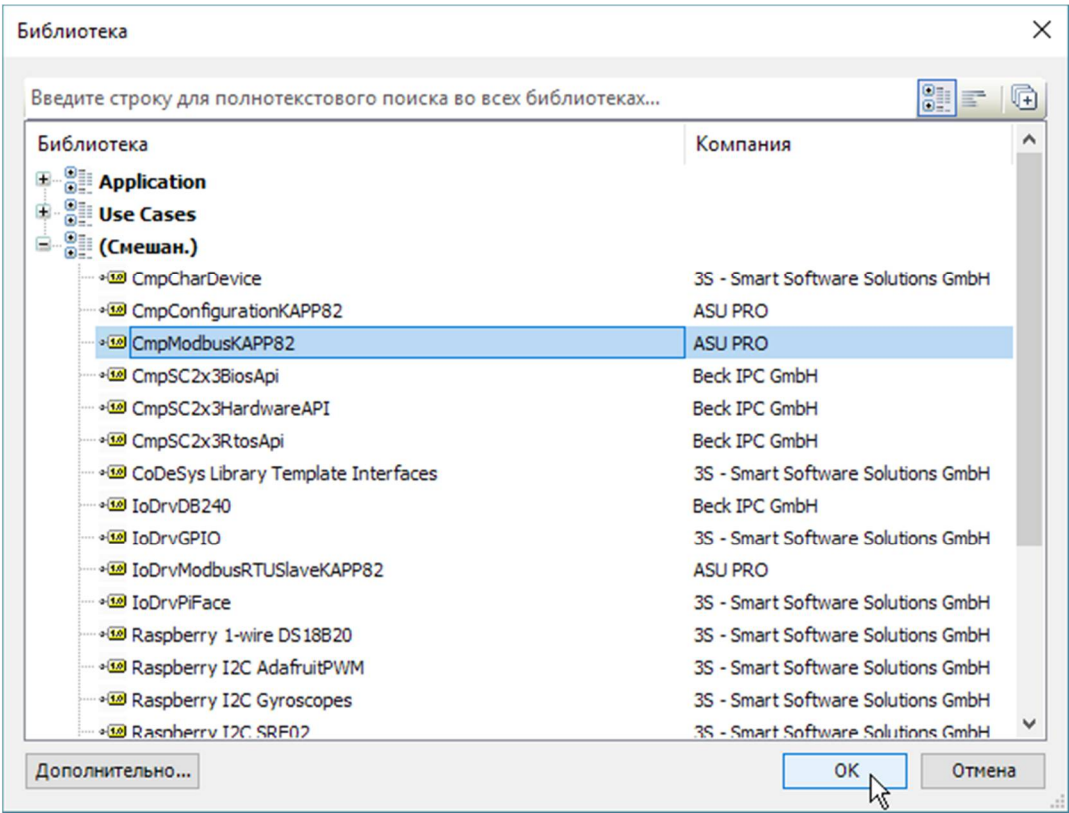 Библиотека
Введите строку для полнотекстового поиска во всех библиотеках...
Библиотека Компания
Application
Use Cases
(Смешан.)
CmpCharDevice 3S - Smart Software Solutions GmbH
CmpConfigurationKAPP82 ASU PRO
CmpModbusKAPP82 ASU PRO
CmpSC2x3BiosApi Beck IPC GmbH
CmpSC2x3HardwareAPI Beck IPC GmbH
CmpSC2x3RtosApi Beck IPC GmbH
CoDeSys Library Template Interfaces 3S - Smart Software Solutions GmbH
IoDrvDB240 Beck IPC GmbH
IoDrvGPIO 3S - Smart Software Solutions GmbH
IoDrvModbusRTUSlaveKAPP82 ASU PRO
IoDrvPiFace 3S - Smart Software Solutions GmbH
Raspberry 1-wire DS18B20 3S - Smart Software Solutions GmbH
Raspberry I2C AdafruitPWM 3S - Smart Software Solutions GmbH
Raspberry I2C Gyroscopes 3S - Smart Software Solutions GmbH
Raspberry I2C SRF02 3S - Smart Software Solutions GmbH
Дополнительно... OK Отмена